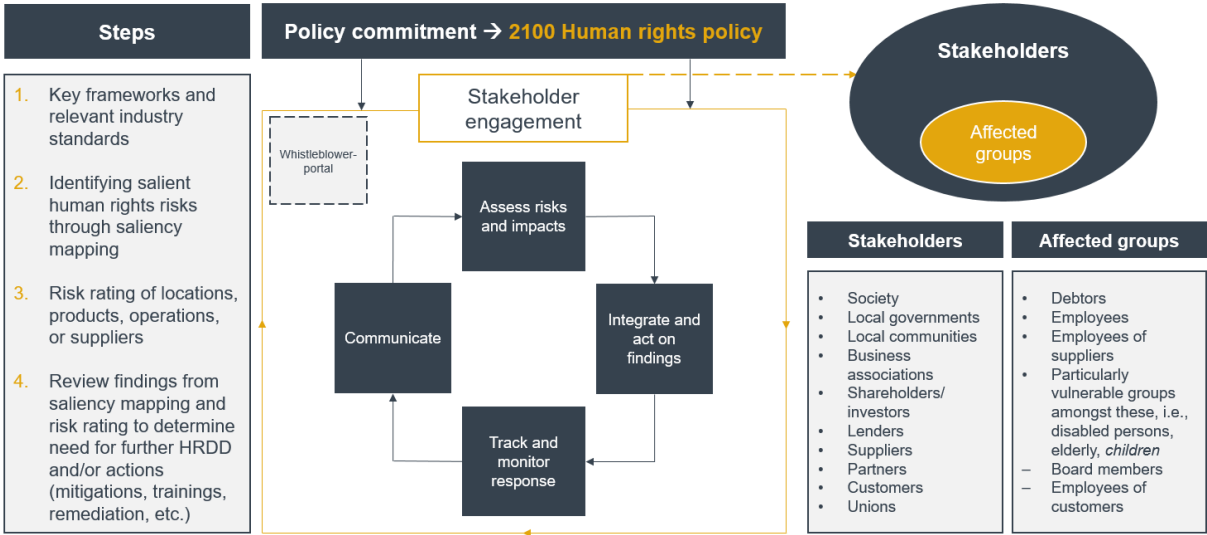 Steps
1. Key frameworks and
relevant industry
standards
2. Identifying salient
human rights risks
through saliency
mapping
3. Risk rating of locations,
products, operations,
or suppliers
4. Review findings from
saliency mapping and
risk rating to determine
need for further HRDD
and/or actions
(mitigations, trainings,
remediation, etc.)
Policy commitment → 2100 Human rights policy
Stakeholder
engagement
Whistleblower-
portal
Assess risks
and impacts
Integrate and
act on
findings
Track and
monitor
response
Communicate
Stakeholders
Affected
groups
Stakeholders
• Society
• Local governments
• Local communities
• Business
associations
• Shareholders/
investors
• Lenders
• Suppliers
• Partners
• Customers
• Unions
Affected groups
• Debtors
• Employees
• Employees of
suppliers
• Particularly
vulnerable groups
amongst these, i.e.,
disabled persons,
elderly, children
– Board members
– Employees of
customers